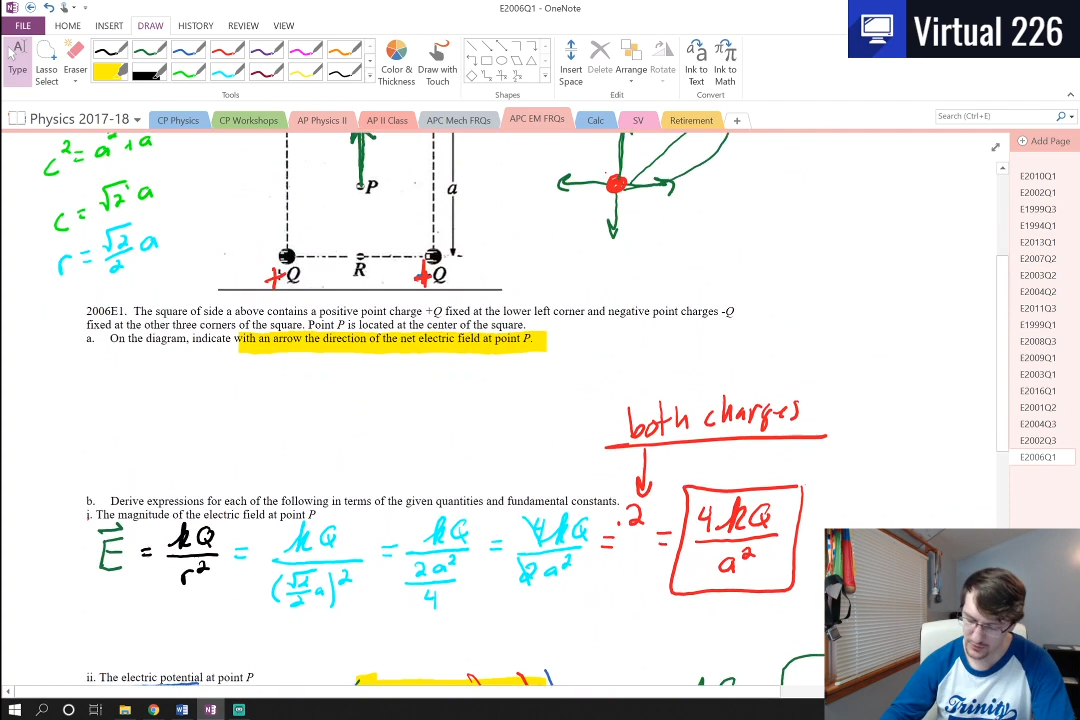 E2006Q1 - OneNote
Virtual 226
FILE HOME INSERT DRAW HISTORY REVIEW VIEW
Type
Lasso Select
Eraser
Color & Thickness
Draw with Touch
Insert Space
Delete
Arrange
Rotate
Ink to Text
Ink to Math
Tools
Shapes
Edit
Convert
Physics 2017-18
CP Physics
CP Workshops
AP Physics II
AP II Class
APC Mech FRQs
APC EM FRQs
Calc
SV
Retirement
Search (Ctrl+E)
Add Page
E2010Q1
E2002Q1
E1999Q3
E1994Q1
E2013Q1
E2007Q2
E2003Q2
E2004Q2
E2011Q3
E1999Q1
E2008Q3
E2009Q1
E2003Q1
E2016Q1
E2001Q2
E2004Q3
E2002Q3
E2006Q1
c² = a² + a
c = √2 a
r = √2/2 a
P
a
+Q
R
+Q
2006E1. The square of side a above contains a positive point charge +Q fixed at the lower left corner and negative point charges -Q
fixed at the other three corners of the square. Point P is located at the center of the square.
a. On the diagram, indicate with an arrow the direction of the net electric field at point P.
both charges
b. Derive expressions for each of the following in terms of the given quantities and fundamental constants.
i. The magnitude of the electric field at point P
E = kQ/r² = kQ/(√2/2 a)² = kQ/(2a²/4) = 4kQ/2a² = ·2 = 4kQ/a²
ii. The electric potential at point P
Trinity